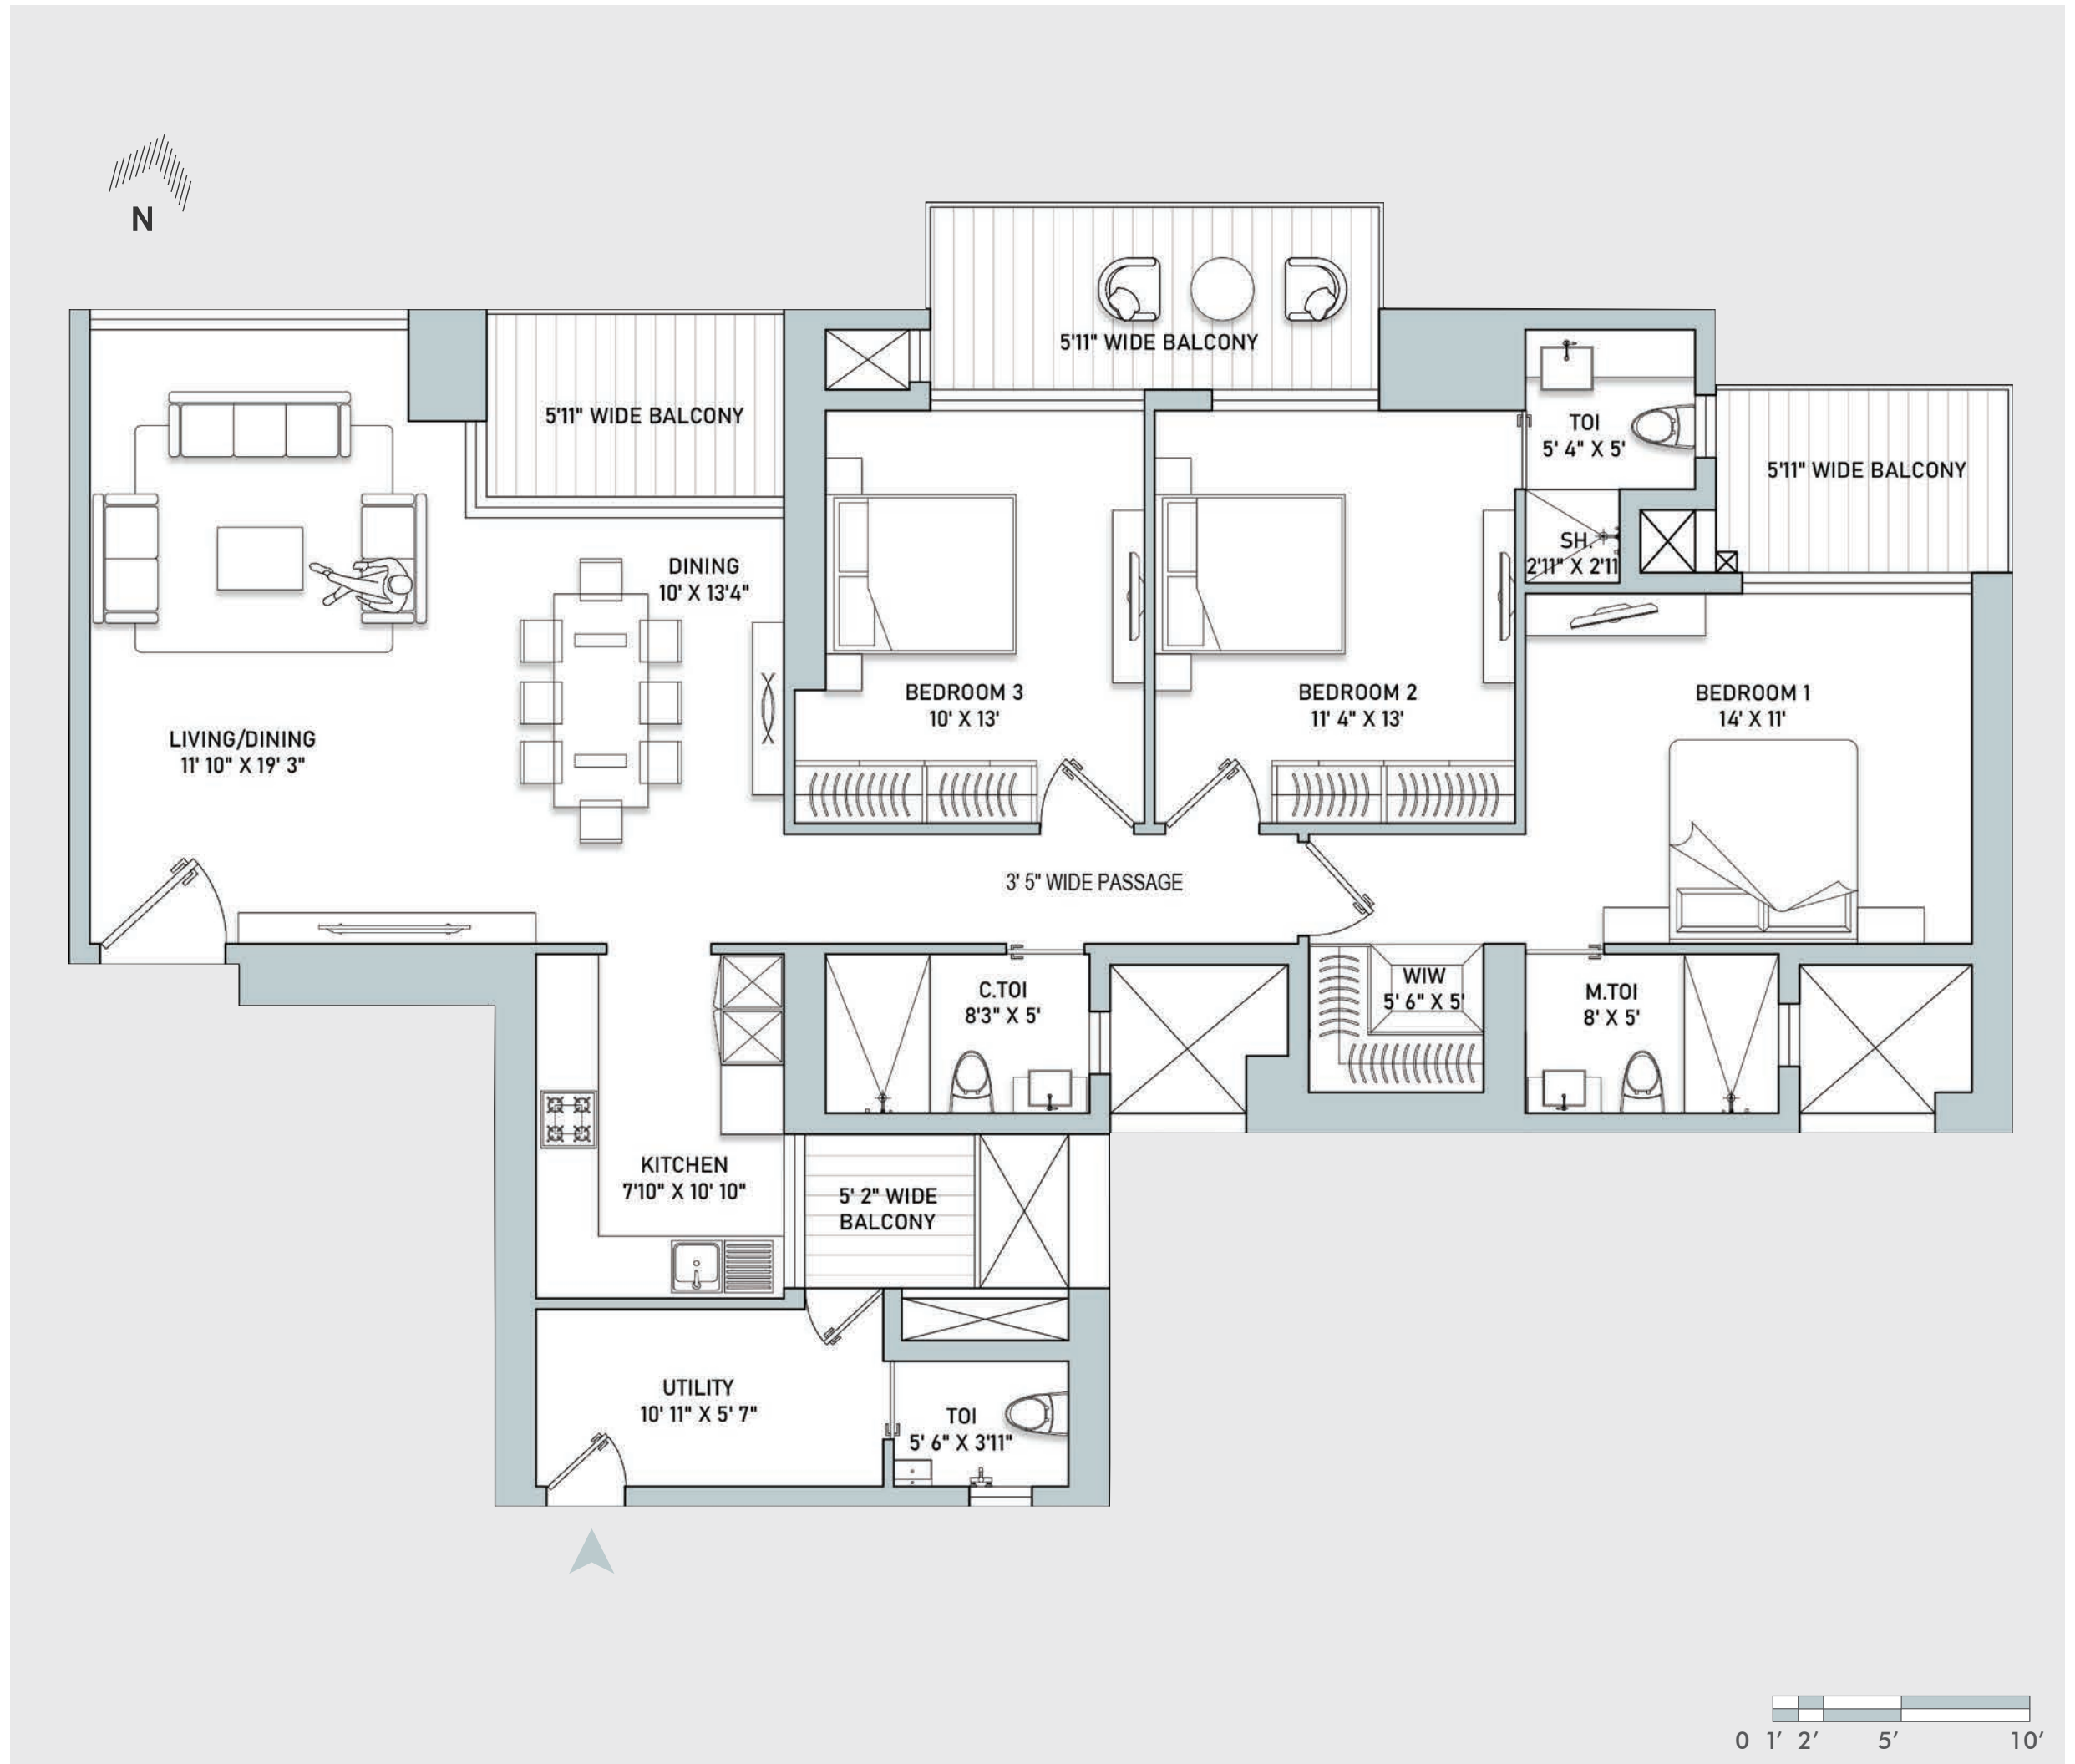 N
5'11" WIDE BALCONY
5'11" WIDE BALCONY
TOI
5' 4" X 5'
5'11" WIDE BALCONY
SH.
2'11" X 2'11
DINING
10' X 13'4"
BEDROOM 3
10' X 13'
BEDROOM 2
11' 4" X 13'
BEDROOM 1
14' X 11'
LIVING/DINING
11' 10" X 19' 3"
3' 5" WIDE PASSAGE
C.TOI
8'3" X 5'
WIW
5' 6" X 5'
M.TOI
8' X 5'
KITCHEN
7'10" X 10' 10"
5' 2" WIDE
BALCONY
UTILITY
10' 11" X 5' 7"
TOI
5' 6" X 3'11"
0 1' 2' 5' 10'